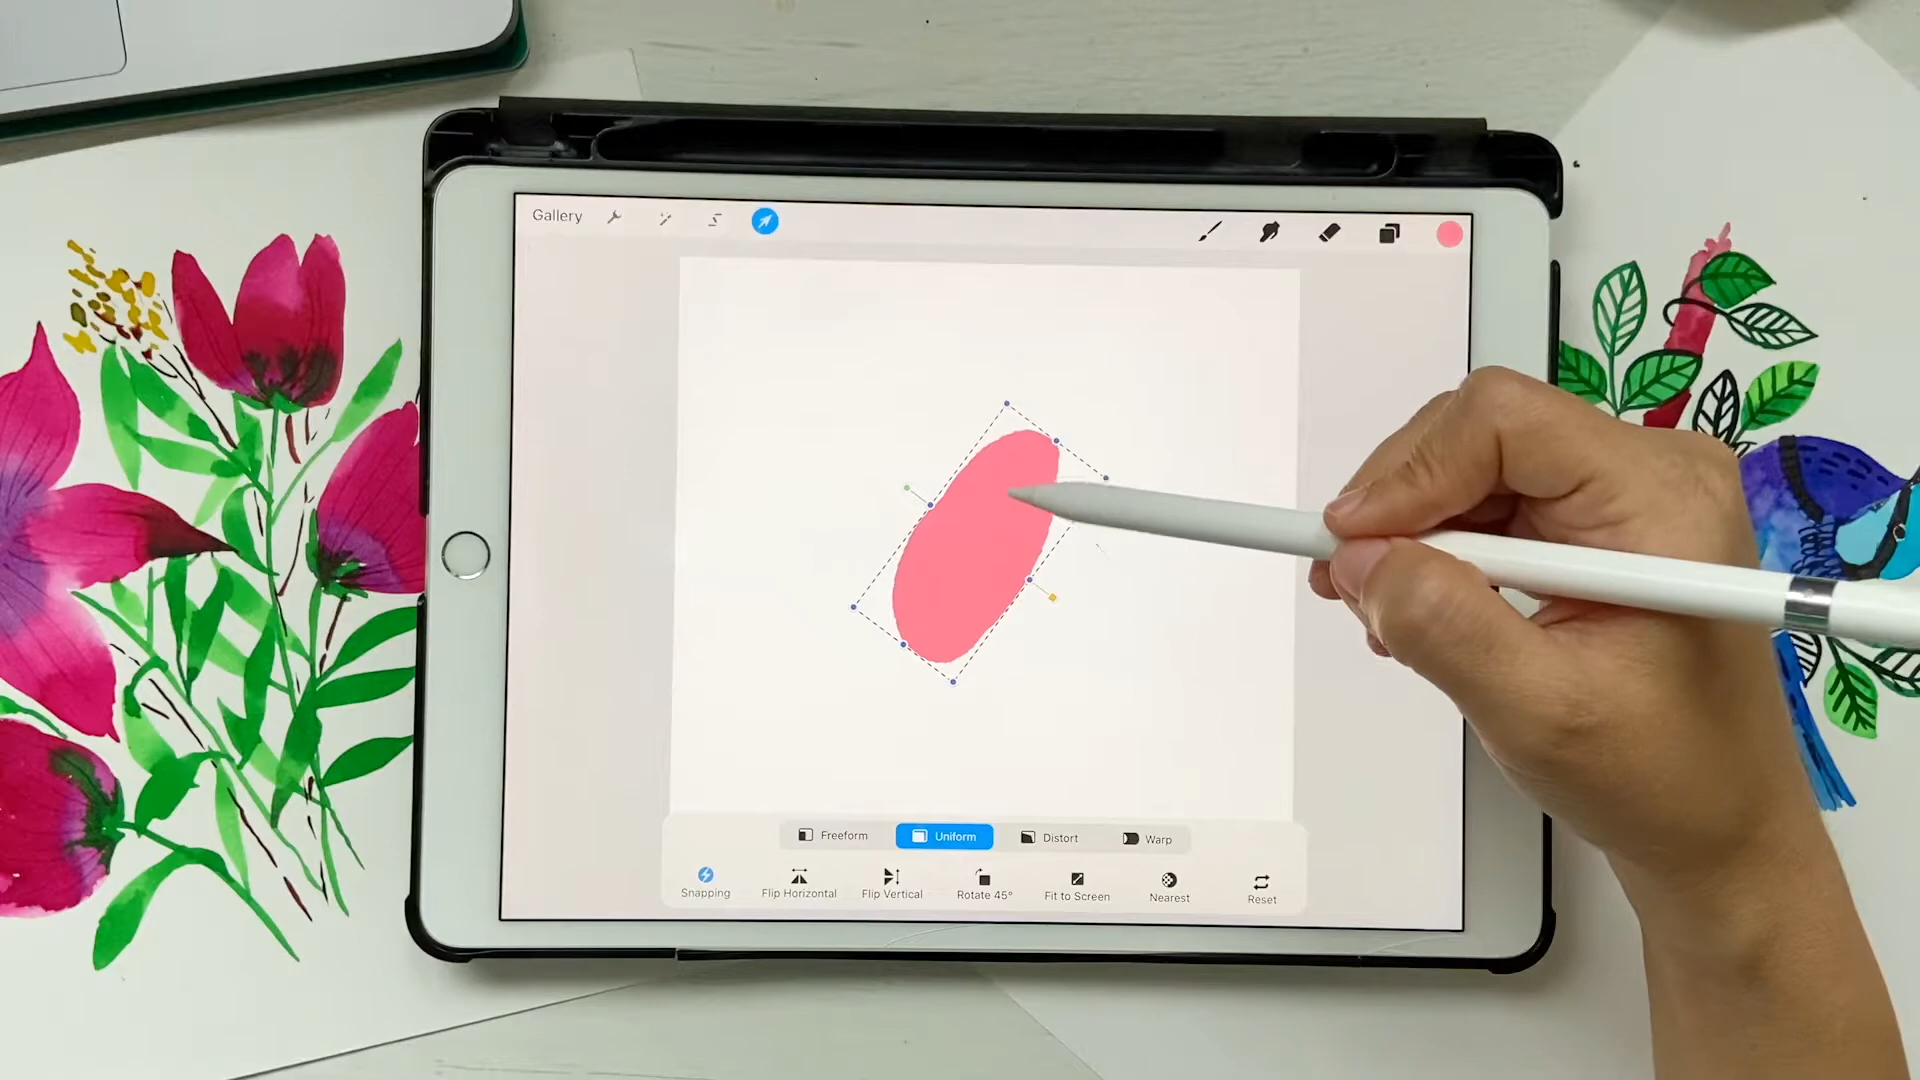 Gallery
Freeform Uniform Distort Warp
Snapping Flip Horizontal Flip Vertical Rotate 45° Fit to Screen Nearest Reset